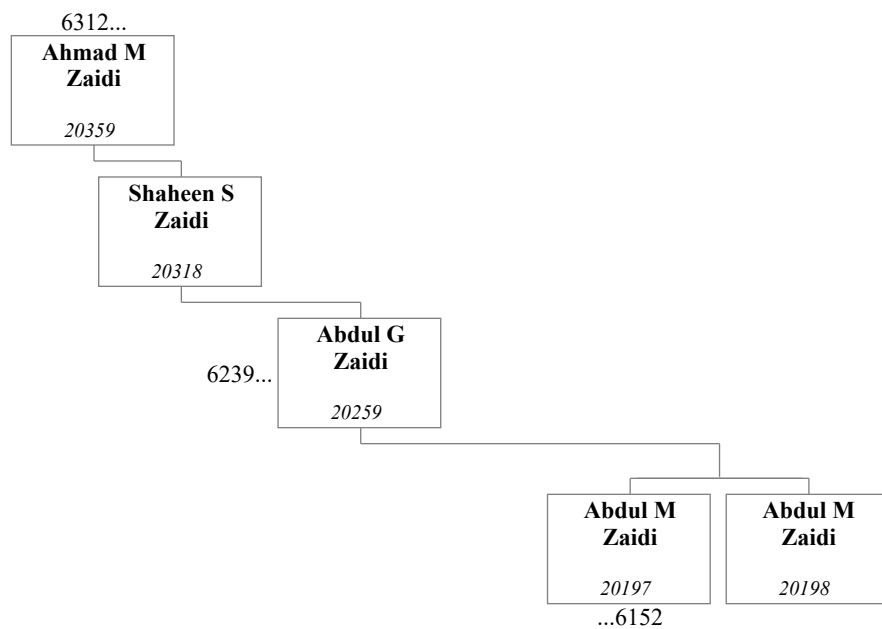 6312...
Ahmad M
Zaidi
20359
Shaheen S
Zaidi
20318
Abdul G
Zaidi
6239...
20259
Abdul M
Zaidi
20197
Abdul M
Zaidi
20198
...6152